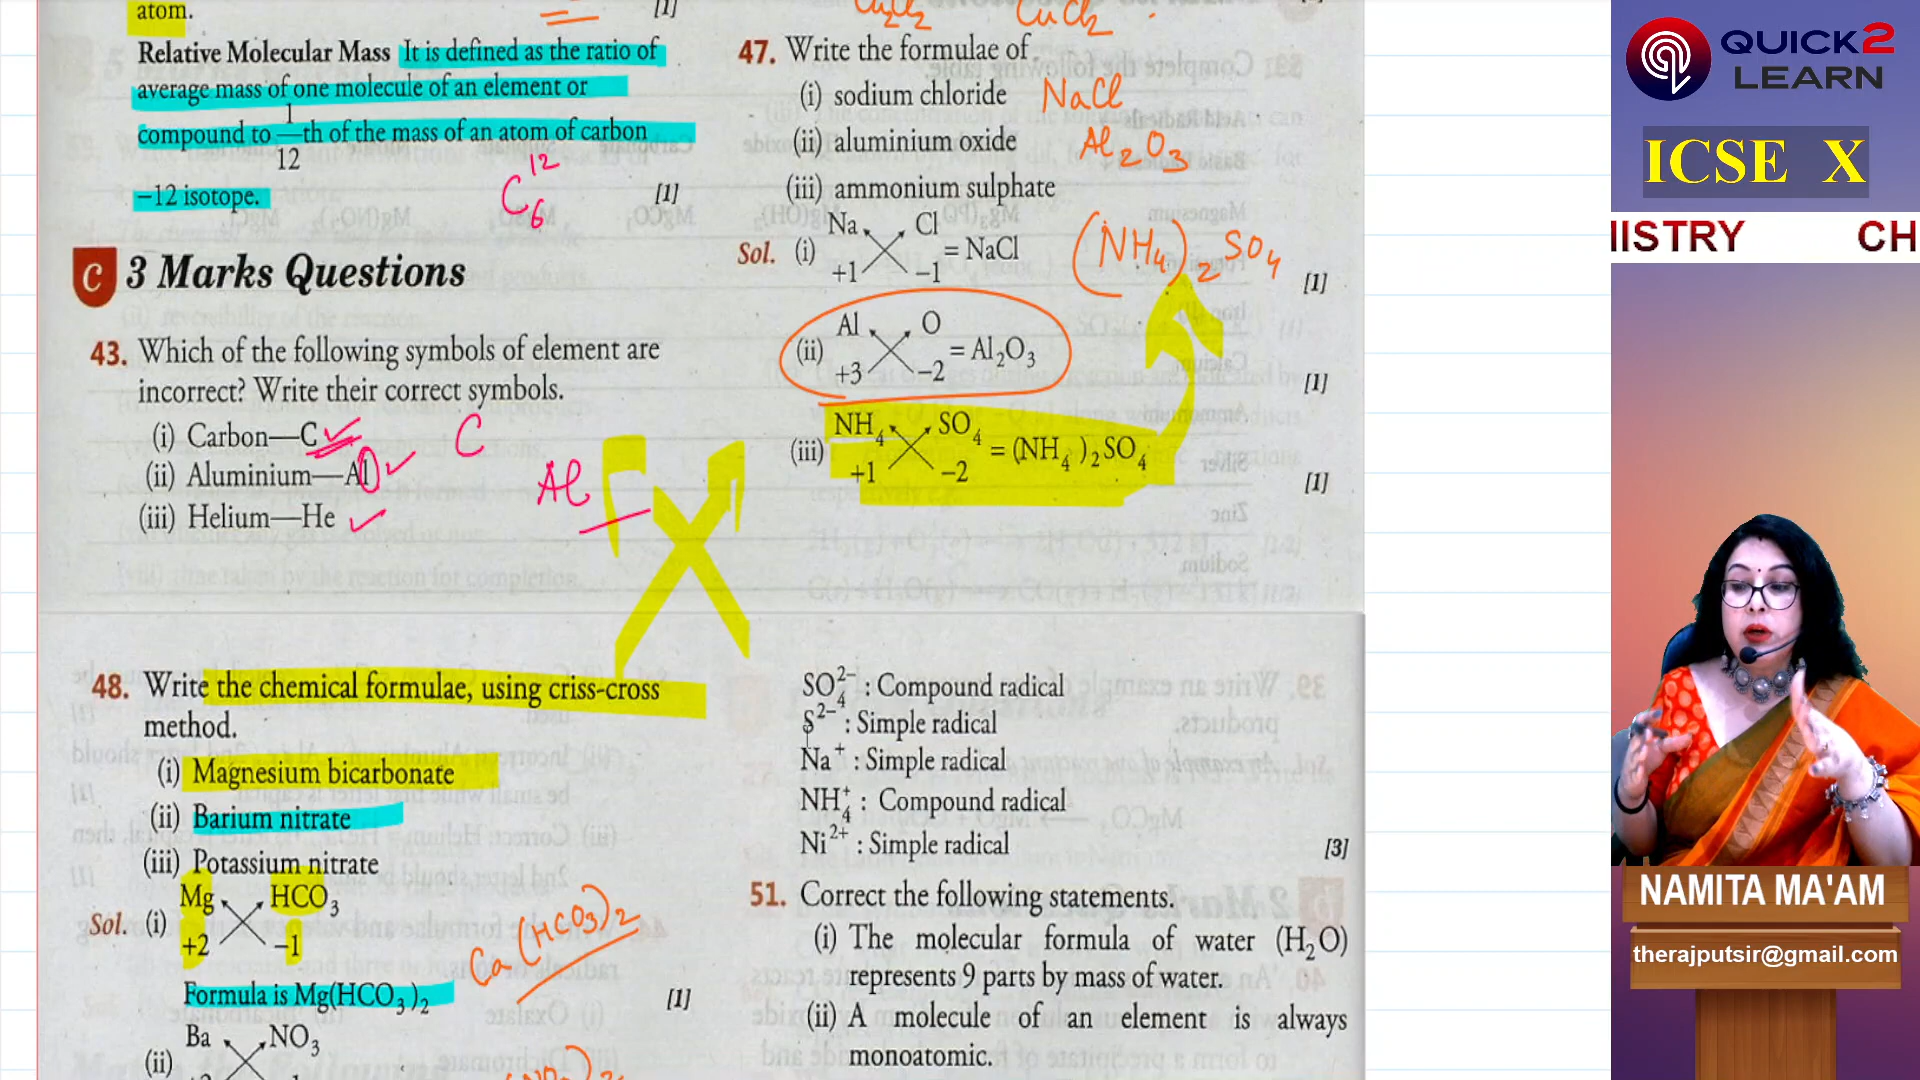 atom.
[1]
Relative Molecular Mass It is defined as the ratio of
average mass of one molecule of an element or
compound to 1/12 th of the mass of an atom of carbon
−12 isotope.
[1]
C 12 6
C 3 Marks Questions
43. Which of the following symbols of element are
incorrect? Write their correct symbols.
(i) Carbon—C
C
(ii) Aluminium—Al
Al
(iii) Helium—He
CuCl2
47. Write the formulae of
(i) sodium chloride NaCl
(ii) aluminium oxide Al2O3
(iii) ammonium sulphate
(NH4)2SO4
Sol. (i) Na Cl
+1 −1 = NaCl
[1]
(ii) Al O
+3 −2 = Al2O3
[1]
(iii) NH4 SO4
+1 −2 = (NH4)2SO4
[1]
48. Write the chemical formulae, using criss-cross
method.
(i) Magnesium bicarbonate
(ii) Barium nitrate
(iii) Potassium nitrate
Sol. (i) Mg HCO3
+2 −1
Ca(HCO3)2
Formula is Mg(HCO3)2
[1]
(ii) Ba NO3
SO4 2− : Compound radical
S2− : Simple radical
Na+ : Simple radical
NH4+ : Compound radical
Ni2+ : Simple radical
[3]
51. Correct the following statements.
(i) The molecular formula of water (H2O)
represents 9 parts by mass of water.
(ii) A molecule of an element is always
monoatomic.
QUICK2
LEARN
ICSE X
ISTRY CH
NAMITA MA'AM
therajputsir@gmail.com